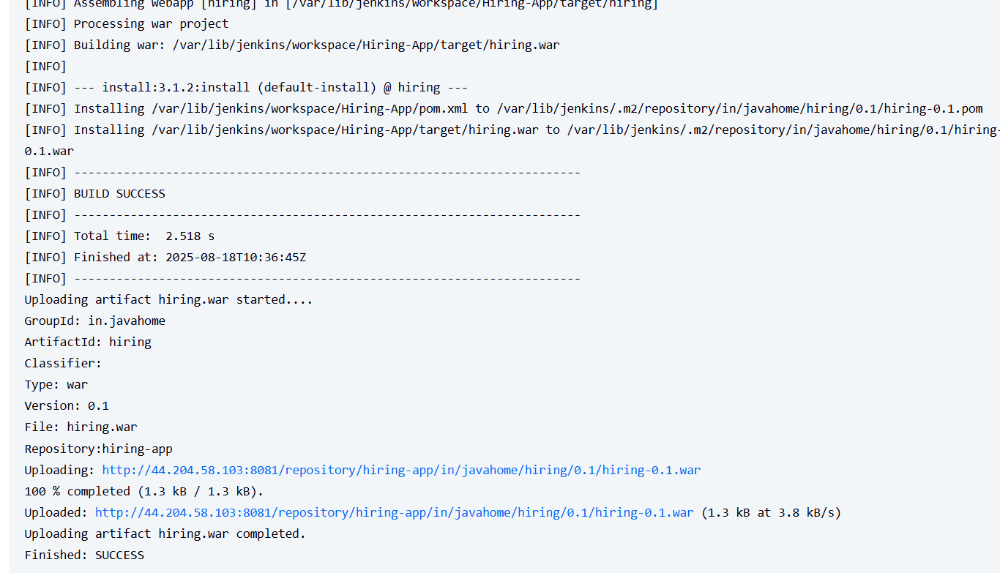 [INFO] Assembling webapp [hiring] in [/var/lib/jenkins/workspace/Hiring-App/target/hiring]
[INFO] Processing war project
[INFO] Building war: /var/lib/jenkins/workspace/Hiring-App/target/hiring.war
[INFO]
[INFO] --- install:3.1.2:install (default-install) @ hiring ---
[INFO] Installing /var/lib/jenkins/workspace/Hiring-App/pom.xml to /var/lib/jenkins/.m2/repository/in/javahome/hiring/0.1/hiring-0.1.pom
[INFO] Installing /var/lib/jenkins/workspace/Hiring-App/target/hiring.war to /var/lib/jenkins/.m2/repository/in/javahome/hiring/0.1/hiring-
0.1.war
[INFO] ------------------------------------------------------------------------
[INFO] BUILD SUCCESS
[INFO] ------------------------------------------------------------------------
[INFO] Total time:  2.518 s
[INFO] Finished at: 2025-08-18T10:36:45Z
[INFO] ------------------------------------------------------------------------
Uploading artifact hiring.war started....
GroupId: in.javahome
ArtifactId: hiring
Classifier:
Type: war
Version: 0.1
File: hiring.war
Repository:hiring-app
Uploading: http://44.204.58.103:8081/repository/hiring-app/in/javahome/hiring/0.1/hiring-0.1.war
100 % completed (1.3 kB / 1.3 kB).
Uploaded: http://44.204.58.103:8081/repository/hiring-app/in/javahome/hiring/0.1/hiring-0.1.war (1.3 kB at 3.8 kB/s)
Uploading artifact hiring.war completed.
Finished: SUCCESS